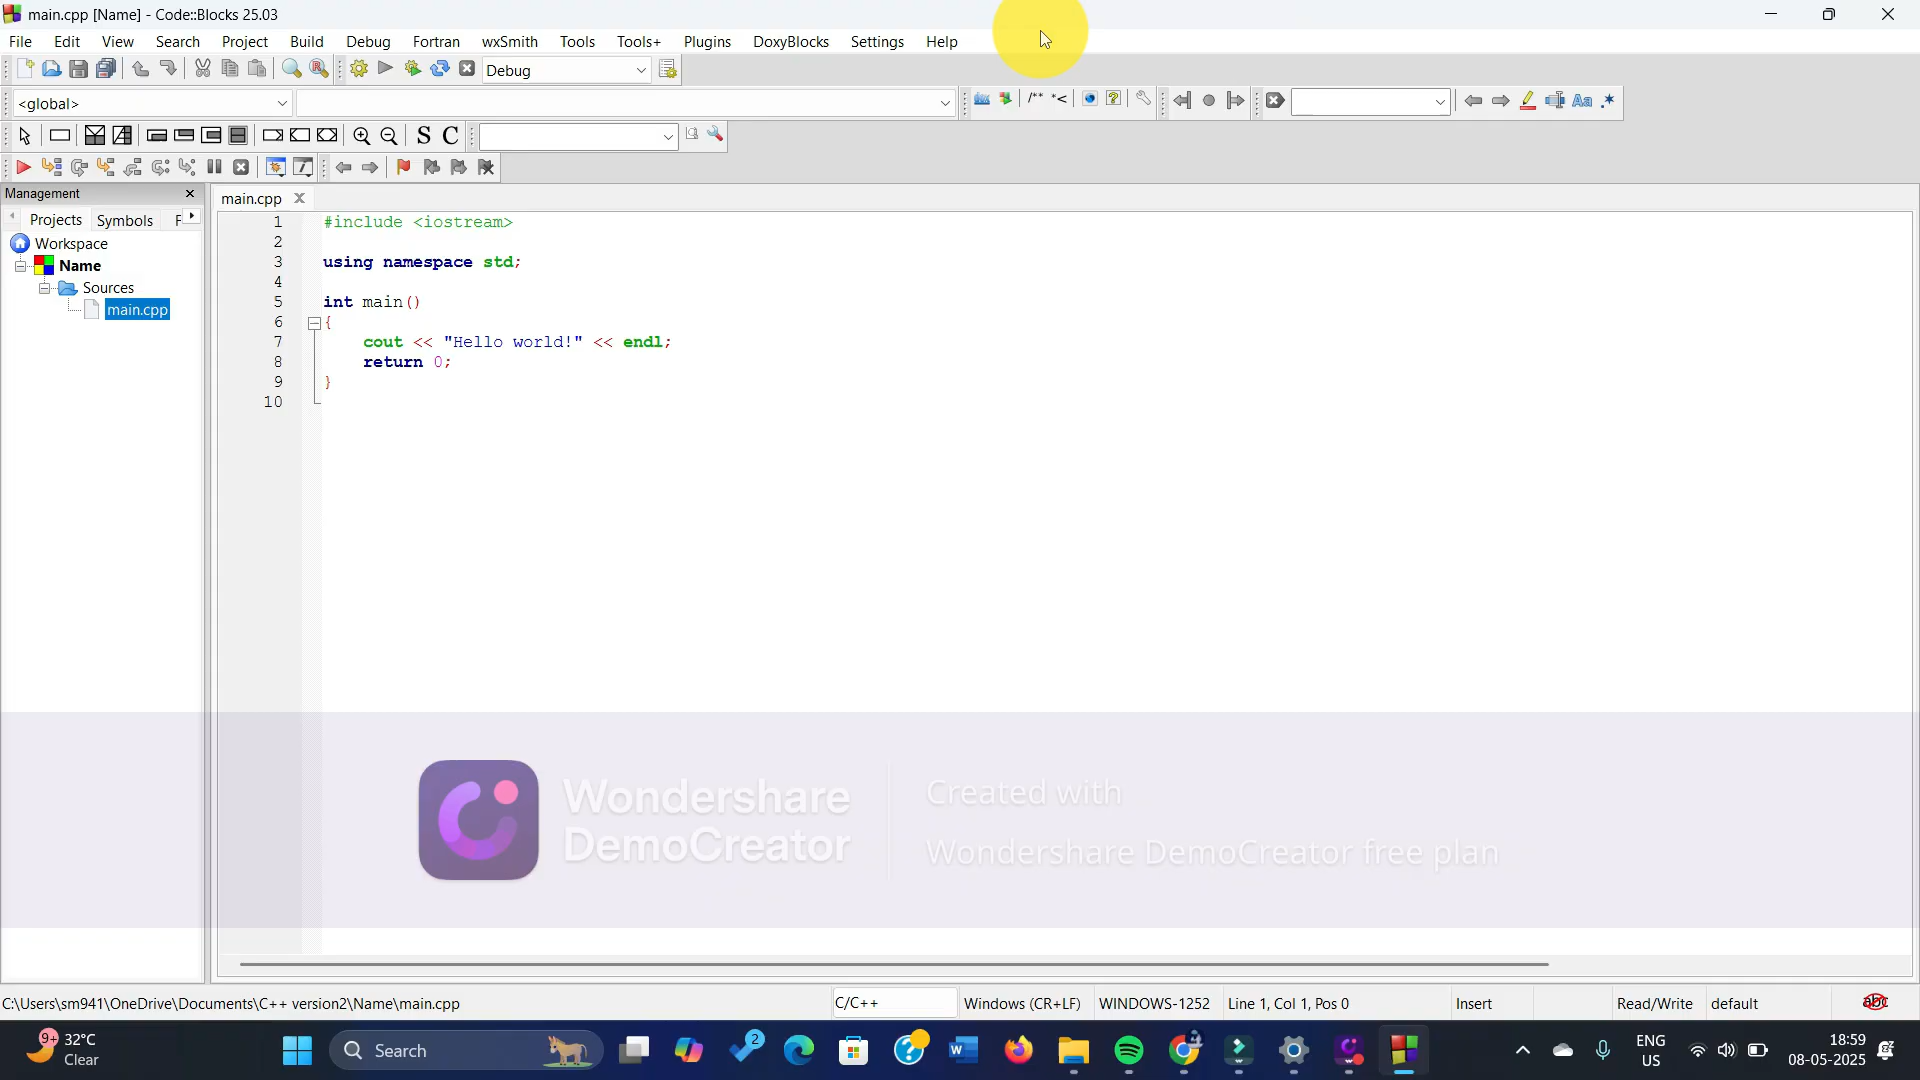 main.cpp [Name] - Code::Blocks 25.03
File Edit View Search Project Build Debug Fortran wxSmith Tools Tools+ Plugins DoxyBlocks Settings Help
Debug
<global>
/** *<
Aa .*
S C
Management
main.cpp
Projects Symbols F
Workspace
Name
Sources
main.cpp
1 #include <iostream>
2
3 using namespace std;
4
5 int main()
6 {
7 cout << "Hello world!" << endl;
8 return 0;
9 }
10
Wondershare
DemoCreator
Created with
Wondershare DemoCreator free plan
C:\Users\sm941\OneDrive\Documents\C++ version2\Name\main.cpp C/C++ Windows (CR+LF) WINDOWS-1252 Line 1, Col 1, Pos 0 Insert Read/Write default abc
9+ 32°C
Clear
Search
2
ENG
US
18:59
08-05-2025